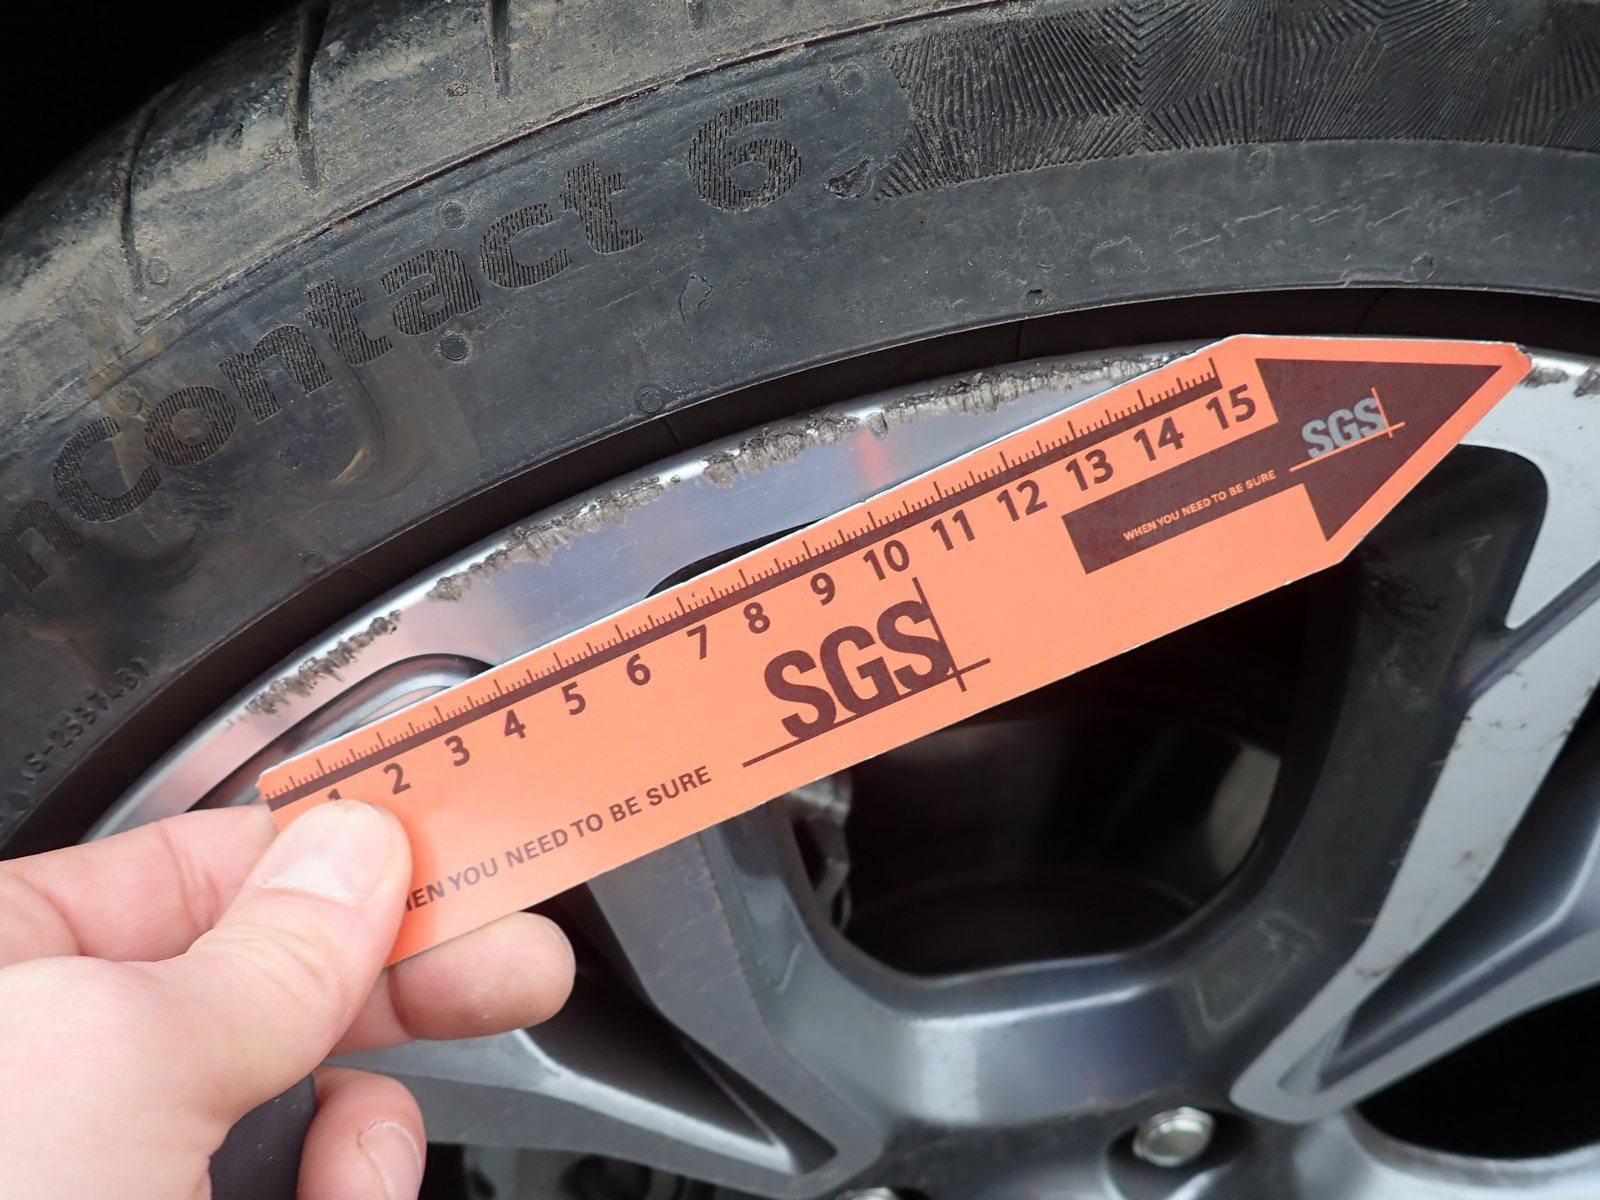 nContact 6.
1 2 3 4 5 6 7 8 9 10 11 12 13 14 15
SGS
WHEN YOU NEED TO BE SURE
SGS
EN YOU NEED TO BE SURE